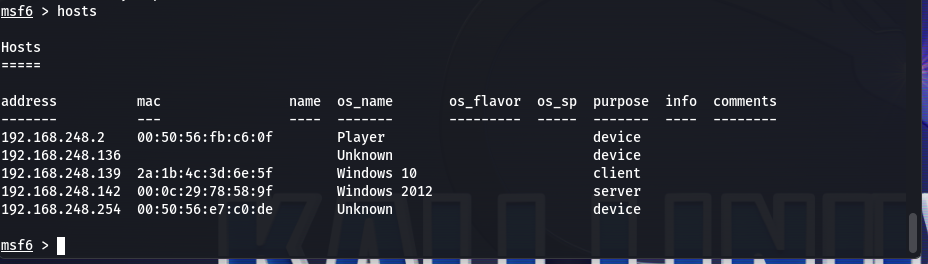 msf6 > hosts
Hosts
=====
address mac name os_name os_flavor os_sp purpose info comments
------- --- ---- ------- --------- ----- ------- ---- --------
192.168.248.2 00:50:56:fb:c6:0f Player device
192.168.248.136 Unknown device
192.168.248.139 2a:1b:4c:3d:6e:5f Windows 10 client
192.168.248.142 00:0c:29:78:58:9f Windows 2012 server
192.168.248.254 00:50:56:e7:c0:de Unknown device
msf6 >